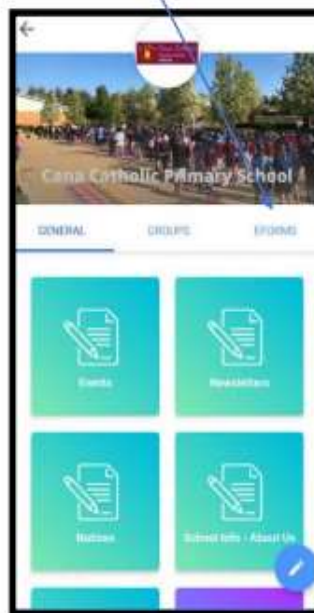 Cana Catholic Primary School
GENERAL GROUPS EFORMS
Events Newsletters
Notices School Info - About Us